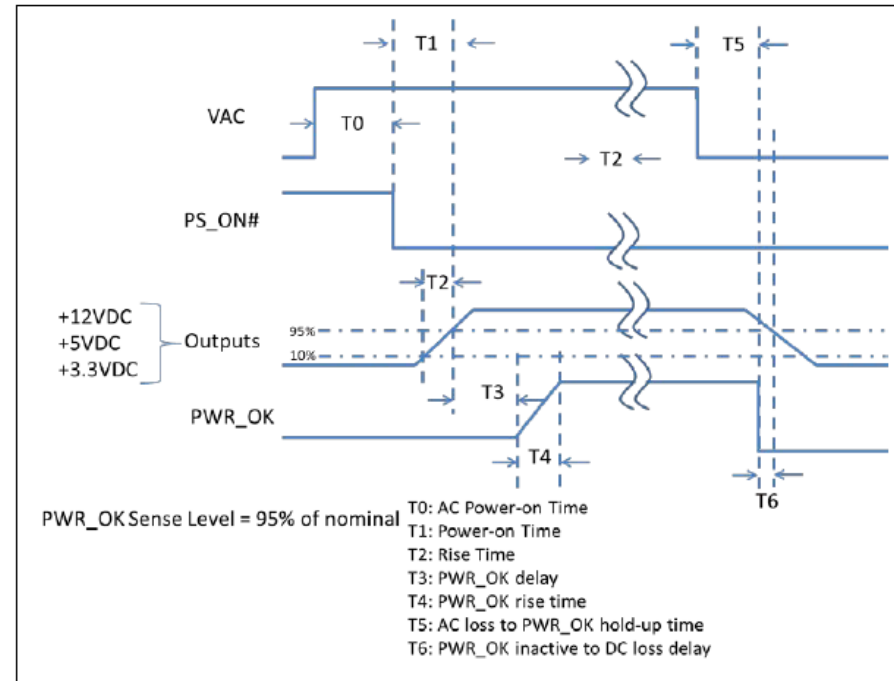 T1
T5
VAC
T0
T2
PS_ON#
T2
+12VDC
+5VDC
+3.3VDC
Outputs
95%
10%
T3
PWR_OK
T4
T6
PWR_OK Sense Level = 95% of nominal
T0: AC Power-on Time
T1: Power-on Time
T2: Rise Time
T3: PWR_OK delay
T4: PWR_OK rise time
T5: AC loss to PWR_OK hold-up time
T6: PWR_OK inactive to DC loss delay